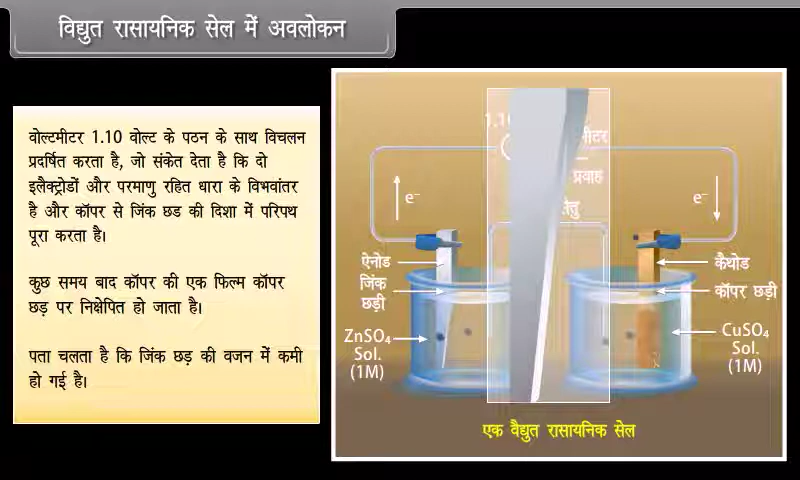 विद्युत रासायनिक सेल में अवलोकन
वोल्टमीटर 1.10 वोल्ट के पठन के साथ विचलन
प्रदर्षित करता है, जो संकेत देता है कि दो
इलैक्ट्रोडों और परमाणु रहित धारा के विभवांतर
है और कॉपर से जिंक छड की दिशा में परिपथ
पूरा करता है।
कुछ समय बाद कॉपर की एक फिल्म कॉपर
छड़ पर निक्षेपित हो जाता है।
पता चलता है कि जिंक छड़ की वजन में कमी
हो गई है।
प्रवाह
e⁻
e⁻
ऐनोड
जिंक
छड़ी
ZnSO₄
Sol.
(1M)
कैथोड
कॉपर छड़ी
CuSO₄
Sol.
(1M)
एक वैद्युत रासायनिक सेल